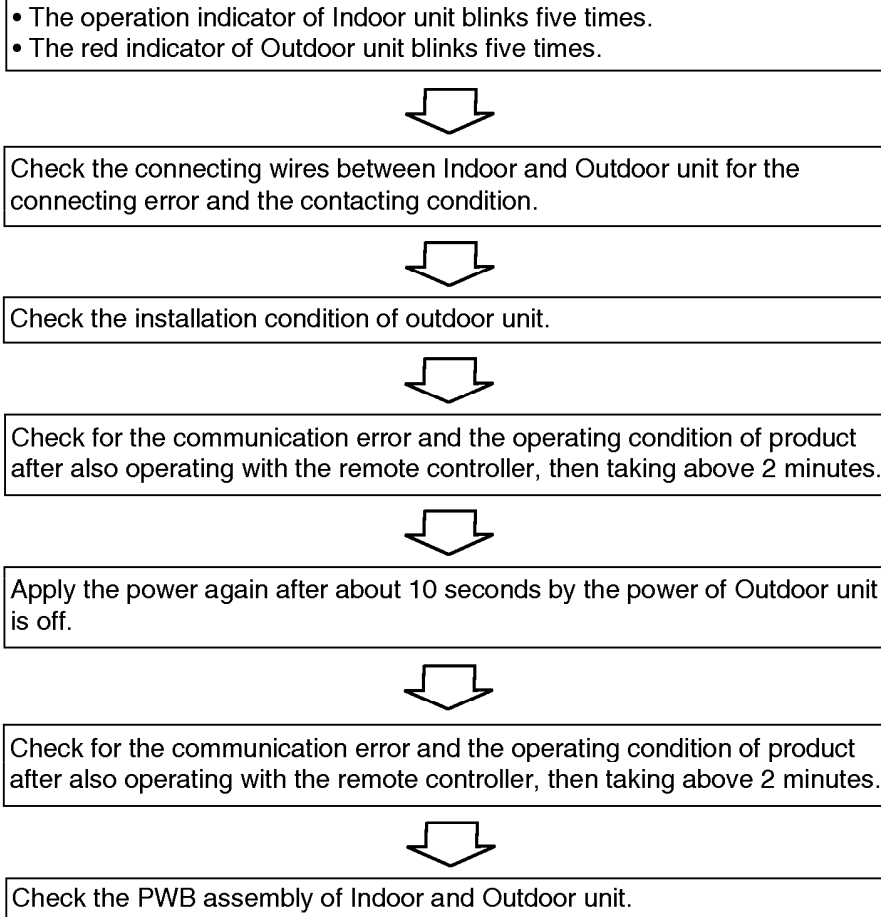 • The operation indicator of Indoor unit blinks five times.
• The red indicator of Outdoor unit blinks five times.
Check the connecting wires between Indoor and Outdoor unit for the
connecting error and the contacting condition.
Check the installation condition of outdoor unit.
Check for the communication error and the operating condition of product
after also operating with the remote controller, then taking above 2 minutes.
Apply the power again after about 10 seconds by the power of Outdoor unit
is off.
Check for the communication error and the operating condition of product
after also operating with the remote controller, then taking above 2 minutes.
Check the PWB assembly of Indoor and Outdoor unit.